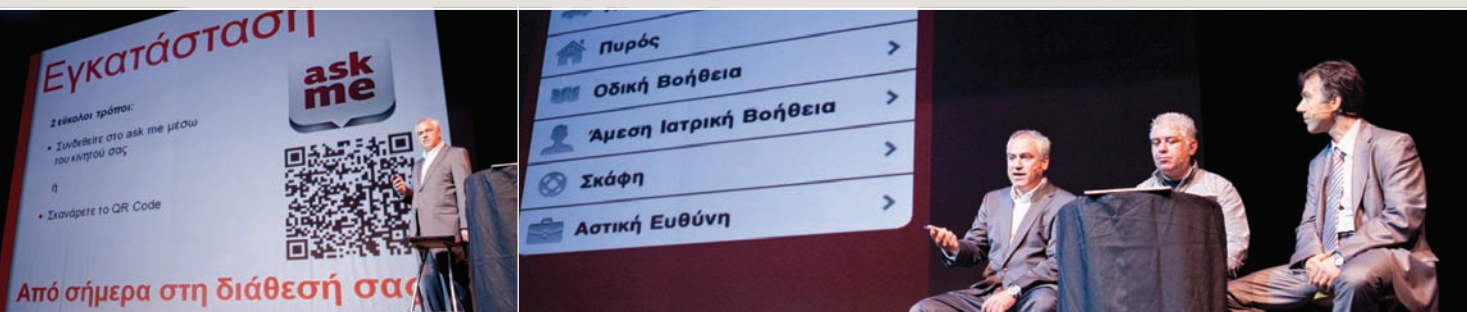 Εγκατάσταση
ask
me
2 εύκολοι τρόποι:
• Συνδεθείτε στο ask me μέσω
του κινητού σας
ή
• Σκανάρετε το QR Code
Από σήμερα στη διάθεσή σας
Πυρός
Οδική Βοήθεια
Άμεση Ιατρική Βοήθεια
Σκάφη
Αστική Ευθύνη